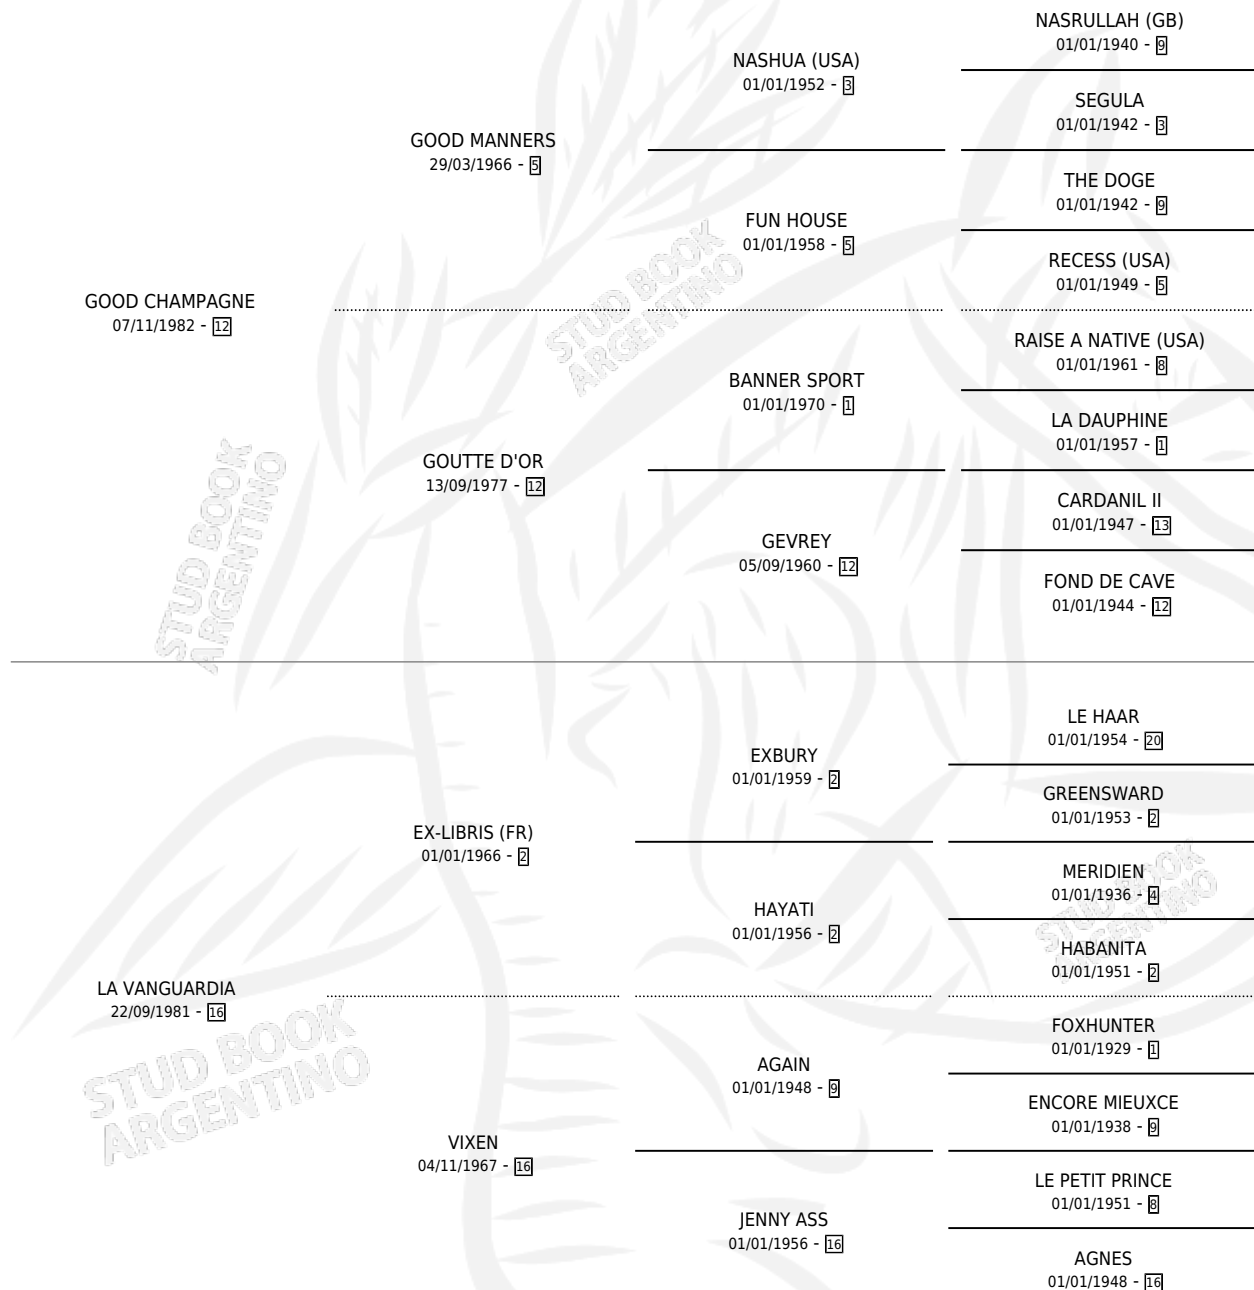 NASRULLAH (GB)
01/01/1940 - 9
NASHUA (USA)
01/01/1952 - 3
SEGULA
01/01/1942 - 3
GOOD MANNERS
29/03/1966 - 5
THE DOGE
01/01/1942 - 9
FUN HOUSE
01/01/1958 - 5
RECESS (USA)
01/01/1949 - 5
GOOD CHAMPAGNE
07/11/1982 - 12
STUD BOOK
ARGENTINO
RAISE A NATIVE (USA)
01/01/1961 - 8
BANNER SPORT
01/01/1970 - 1
LA DAUPHINE
01/01/1957 - 1
GOUTTE D'OR
13/09/1977 - 12
CARDANIL II
01/01/1947 - 13
GEVREY
05/09/1960 - 12
FOND DE CAVE
01/01/1944 - 12
STUD BOOK
ARGENTINO
LE HAAR
01/01/1954 - 20
EXBURY
01/01/1959 - 2
GREENSWARD
01/01/1953 - 2
EX-LIBRIS (FR)
01/01/1966 - 2
MERIDIEN
01/01/1936 - 4
HAYATI
01/01/1956 - 2
HABANITA
01/01/1951 - 2
STUD BOOK
ARGENTINO
LA VANGUARDIA
22/09/1981 - 16
FOXHUNTER
01/01/1929 - 1
AGAIN
01/01/1948 - 9
ENCORE MIEUXCE
01/01/1938 - 9
STUD BOOK
ARGENTINO
VIXEN
04/11/1967 - 16
LE PETIT PRINCE
01/01/1951 - 8
JENNY ASS
01/01/1956 - 16
AGNES
01/01/1948 - 16